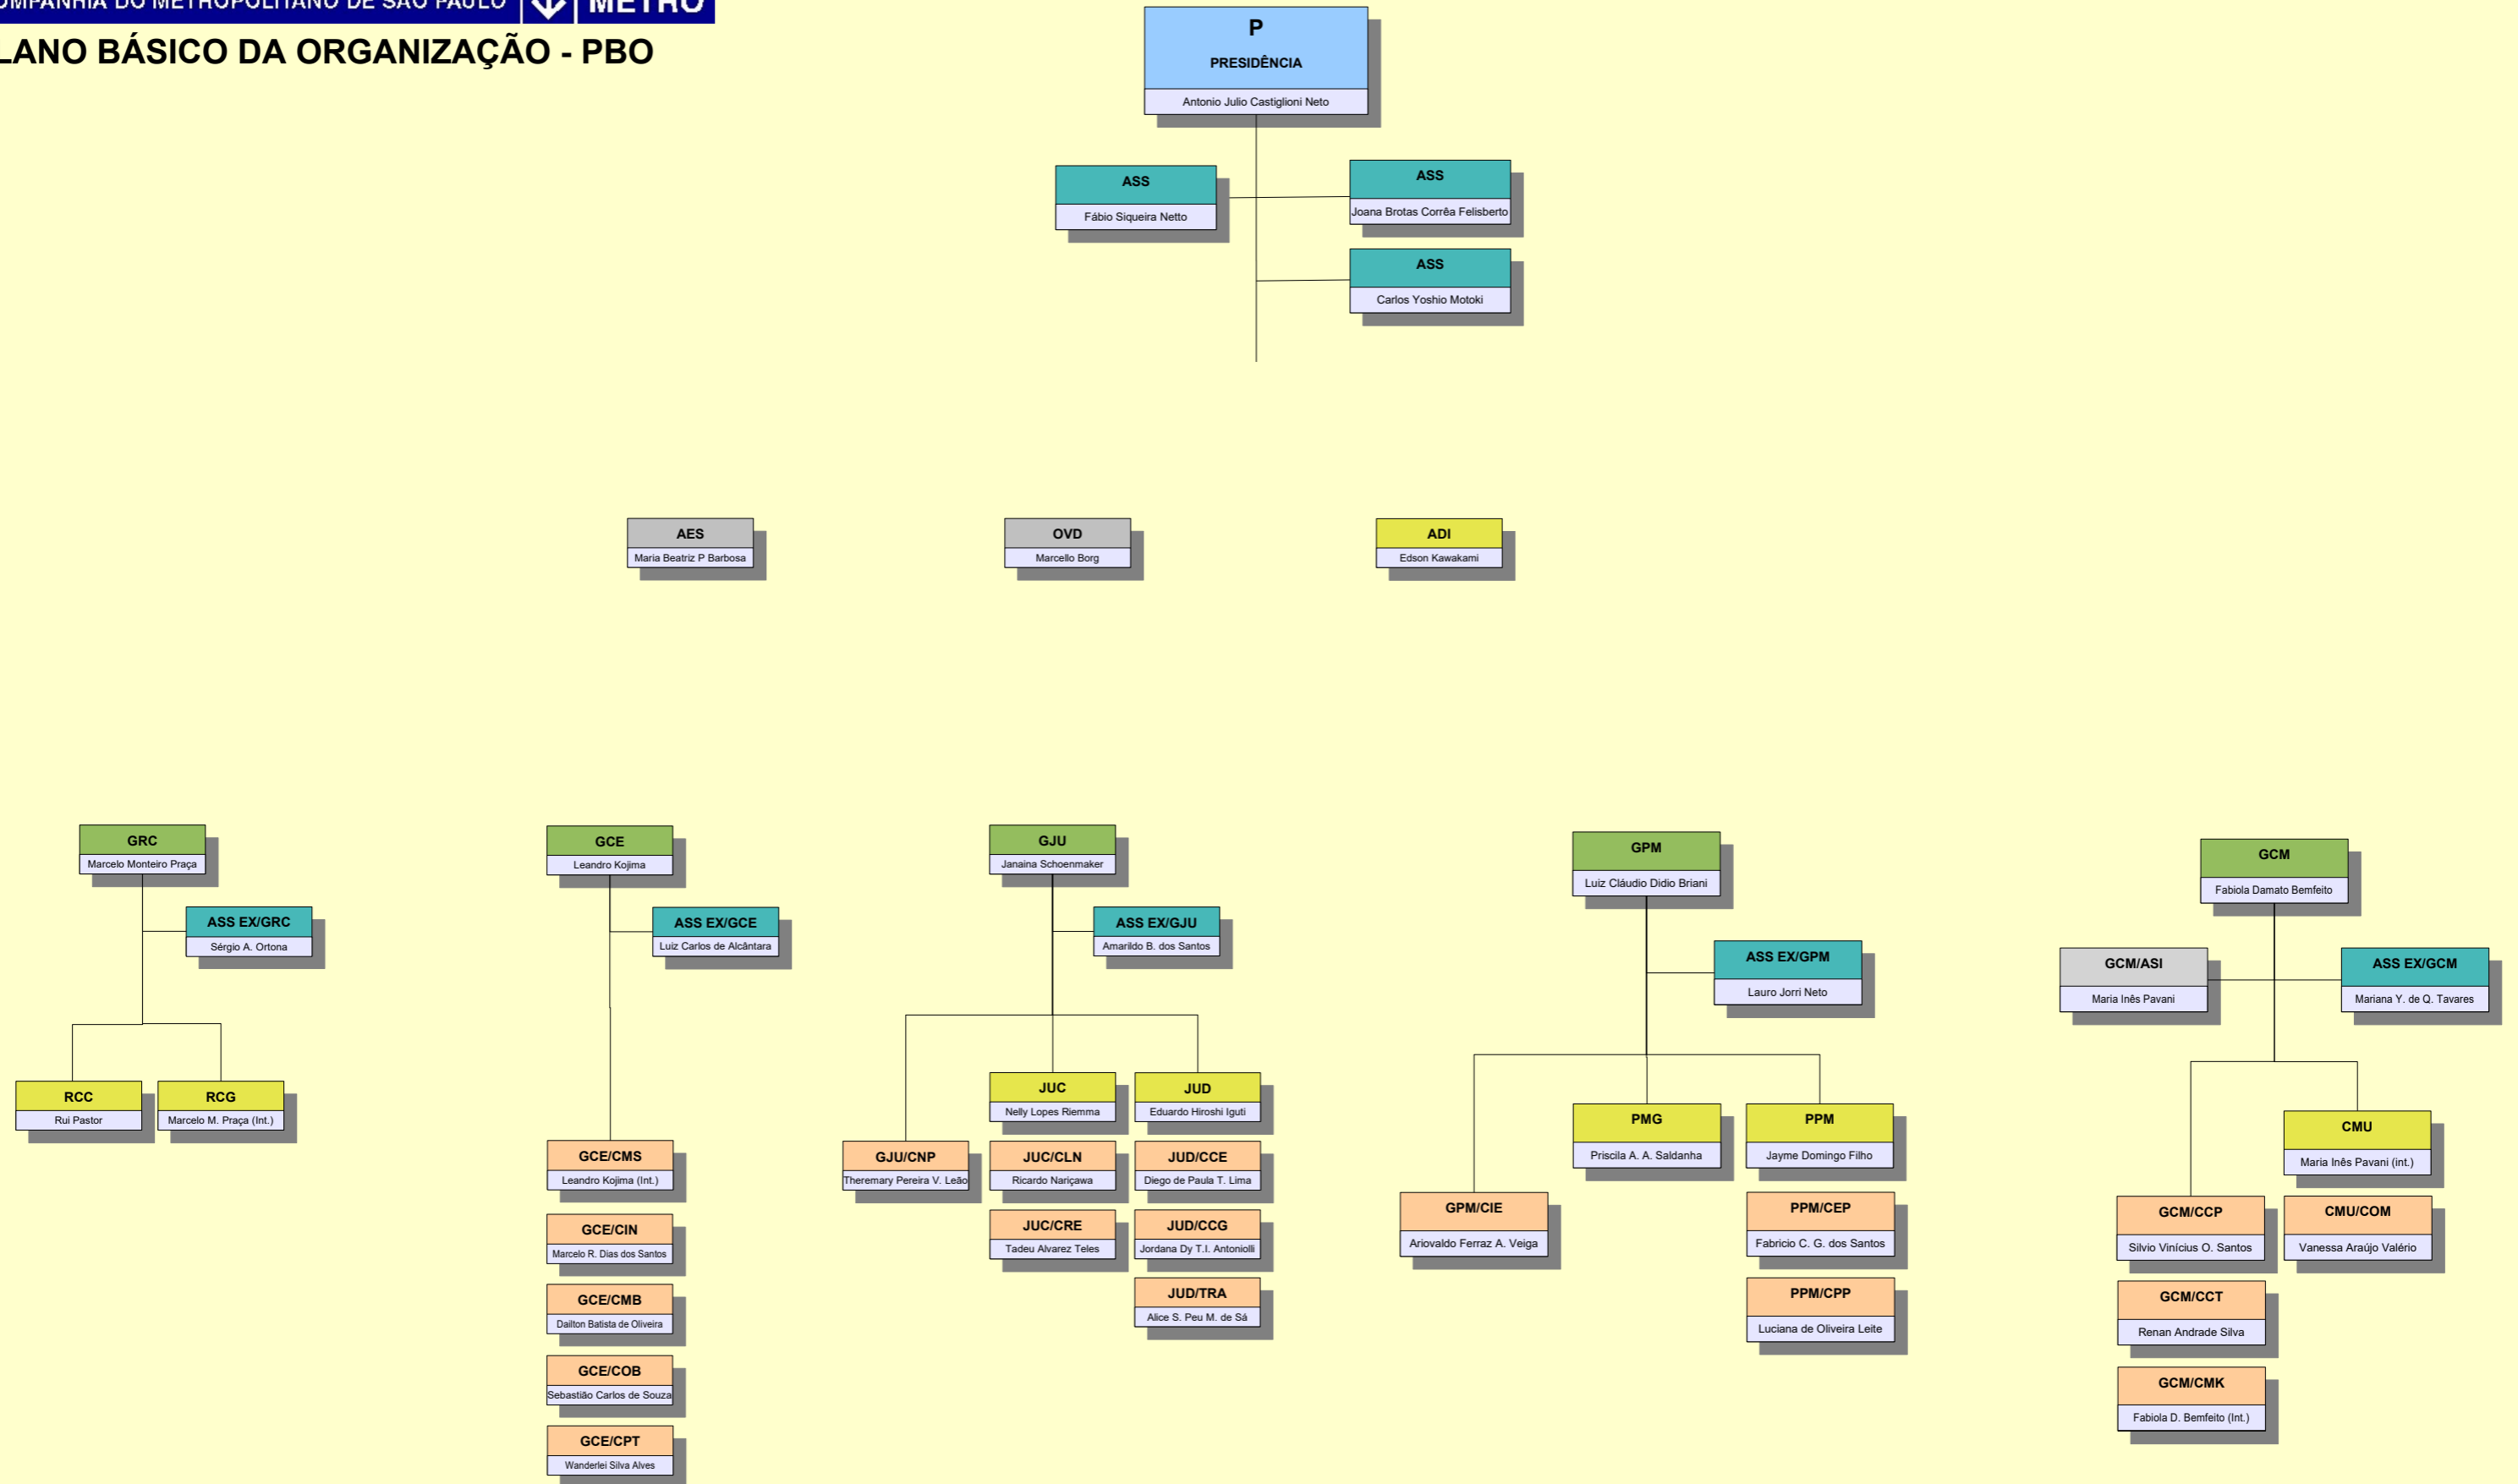 OMPANHIA DO METROPOLITANO DE SÃO PAULO METRÔ
LANO BÁSICO DA ORGANIZAÇÃO - PBO
P
PRESIDÊNCIA
Antonio Julio Castiglioni Neto
ASS
Fábio Siqueira Netto
ASS
Joana Brotas Corrêa Felisberto
ASS
Carlos Yoshio Motoki
AES
Maria Beatriz P Barbosa
OVD
Marcello Borg
ADI
Edson Kawakami
GRC
Marcelo Monteiro Praça
ASS EX/GRC
Sérgio A. Ortona
RCC
Rui Pastor
RCG
Marcelo M. Praça (Int.)
GCE
Leandro Kojima
ASS EX/GCE
Luiz Carlos de Alcântara
GCE/CMS
Leandro Kojima (Int.)
GCE/CIN
Marcelo R. Dias dos Santos
GCE/CMB
Dailton Batista de Oliveira
GCE/COB
Sebastião Carlos de Souza
GCE/CPT
Wanderlei Silva Alves
GJU
Janaina Schoenmaker
ASS EX/GJU
Amarildo B. dos Santos
GJU/CNP
Theremary Pereira V. Leão
JUC
Nelly Lopes Riemma
JUC/CLN
Ricardo Nariçawa
JUC/CRE
Tadeu Alvarez Teles
JUD
Eduardo Hiroshi Iguti
JUD/CCE
Diego de Paula T. Lima
JUD/CCG
Jordana Dy T.I. Antoniolli
JUD/TRA
Alice S. Peu M. de Sá
GPM
Luiz Cláudio Didio Briani
ASS EX/GPM
Lauro Jorri Neto
GPM/CIE
Ariovaldo Ferraz A. Veiga
PMG
Priscila A. A. Saldanha
PPM
Jayme Domingo Filho
PPM/CEP
Fabricio C. G. dos Santos
PPM/CPP
Luciana de Oliveira Leite
GCM
Fabiola Damato Bemfeito
GCM/ASI
Maria Inês Pavani
ASS EX/GCM
Mariana Y. de Q. Tavares
GCM/CCP
Silvio Vinícius O. Santos
GCM/CCT
Renan Andrade Silva
GCM/CMK
Fabiola D. Bemfeito (Int.)
CMU
Maria Inês Pavani (int.)
CMU/COM
Vanessa Araújo Valério